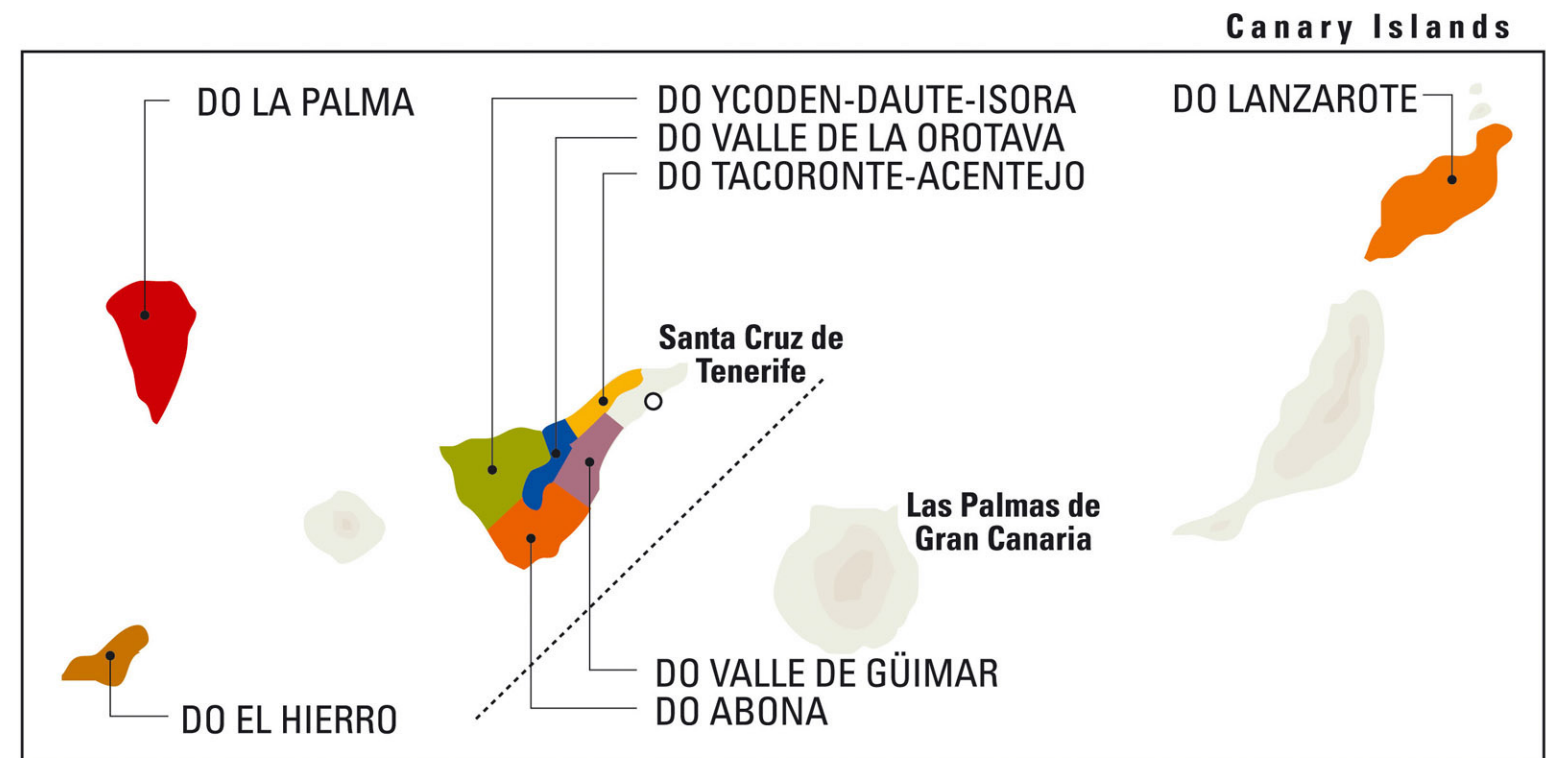 Canary Islands
DO LA PALMA
DO YCODEN-DAUTE-ISORA
DO VALLE DE LA OROTAVA
DO TACORONTE-ACENTEJO
DO LANZAROTE
Santa Cruz de
Tenerife
Las Palmas de
Gran Canaria
DO VALLE DE GÜIMAR
DO ABONA
DO EL HIERRO